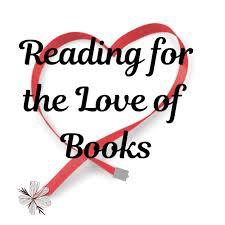 Reading for
the Love of
Books